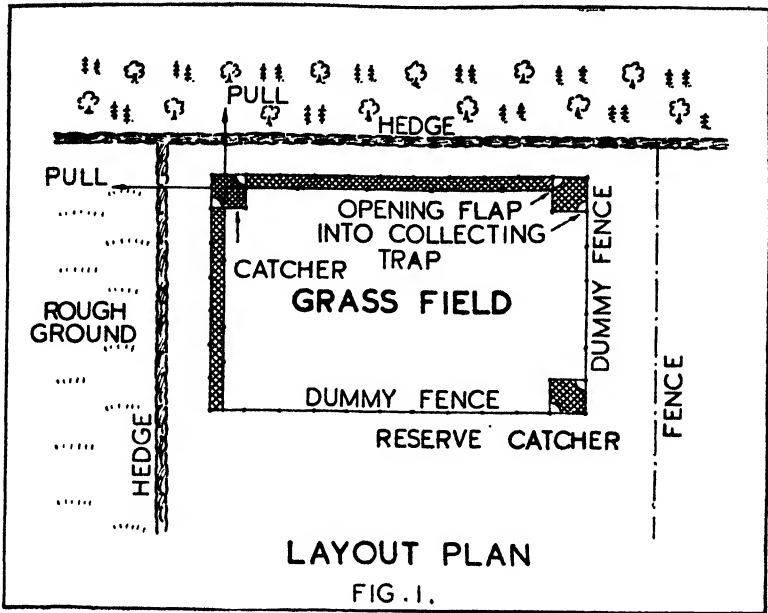 PULL
HEDGE
PULL
OPENING FLAP
INTO COLLECTING
TRAP
CATCHER
DUMMY FENCE
GRASS FIELD
ROUGH
GROUND
FENCE
DUMMY FENCE
HEDGE
RESERVE CATCHER
LAYOUT PLAN
FIG.1.